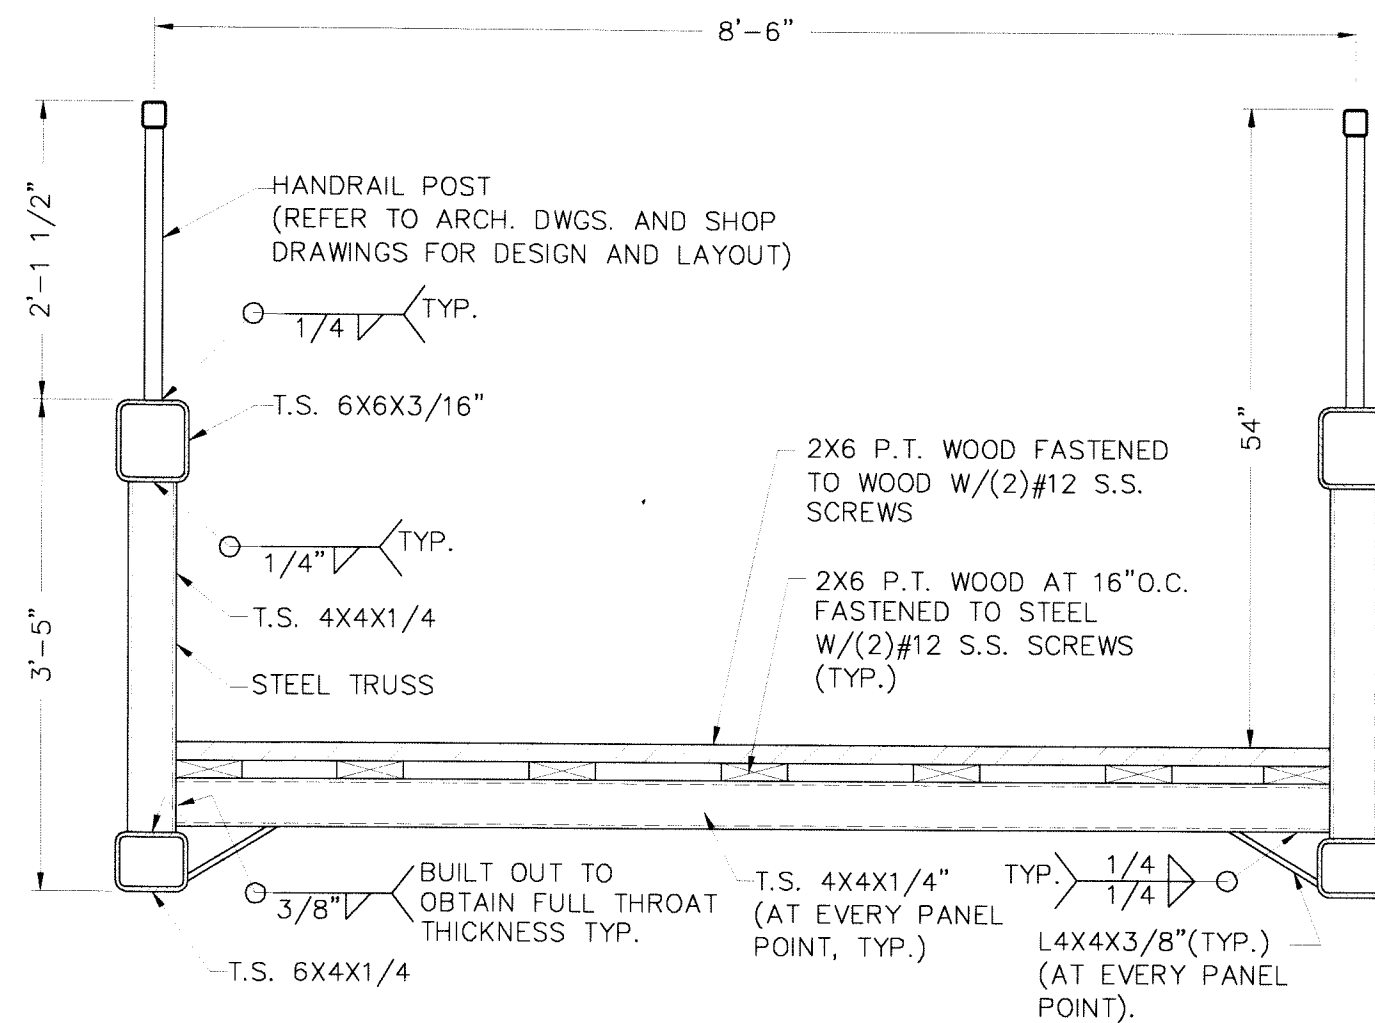 8'-6"
2'-1 1/2"
HANDRAIL POST
(REFER TO ARCH. DWGS. AND SHOP
DRAWINGS FOR DESIGN AND LAYOUT)
1/4 TYP.
T.S. 6X6X3/16"
54"
2X6 P.T. WOOD FASTENED
TO WOOD W/(2)#12 S.S.
SCREWS
1/4" TYP.
2X6 P.T. WOOD AT 16"O.C.
FASTENED TO STEEL
W/(2)#12 S.S. SCREWS
(TYP.)
T.S. 4X4X1/4
3'-5"
STEEL TRUSS
3/8"
BUILT OUT TO
OBTAIN FULL THROAT
THICKNESS TYP.
T.S. 4X4X1/4"
(AT EVERY PANEL
POINT, TYP.)
TYP. 1/4
1/4
L4X4X3/8"(TYP.)
(AT EVERY PANEL
POINT).
T.S. 6X4X1/4